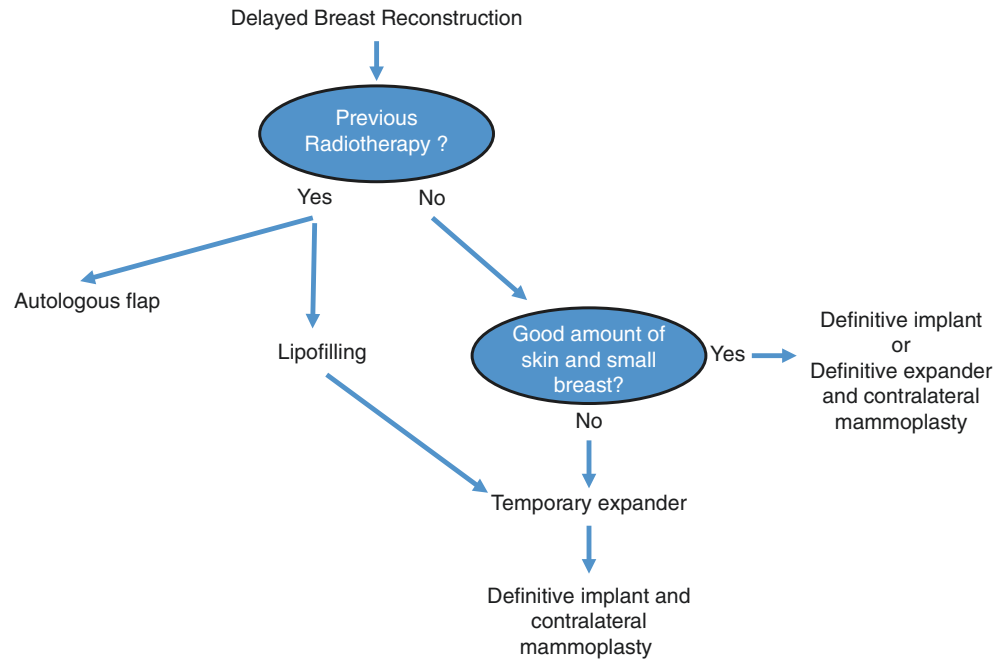 Delayed Breast Reconstruction
Previous
Radiotherapy ?
Yes
No
Autologous flap
Lipofilling
Good amount of
skin and small
breast?
Yes
Definitive implant
or
Definitive expander
and contralateral
mammoplasty
No
Temporary expander
Definitive implant and
contralateral
mammoplasty